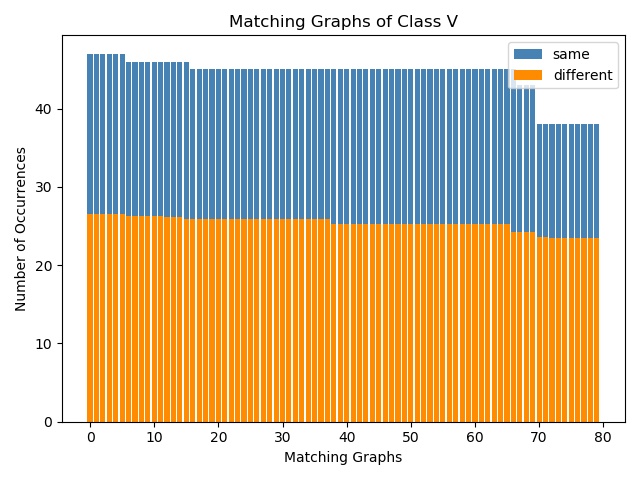 Matching Graphs of Class V
same
different
Number of Occurrences
40
30
20
10
0
0 10 20 30 40 50 60 70 80
Matching Graphs